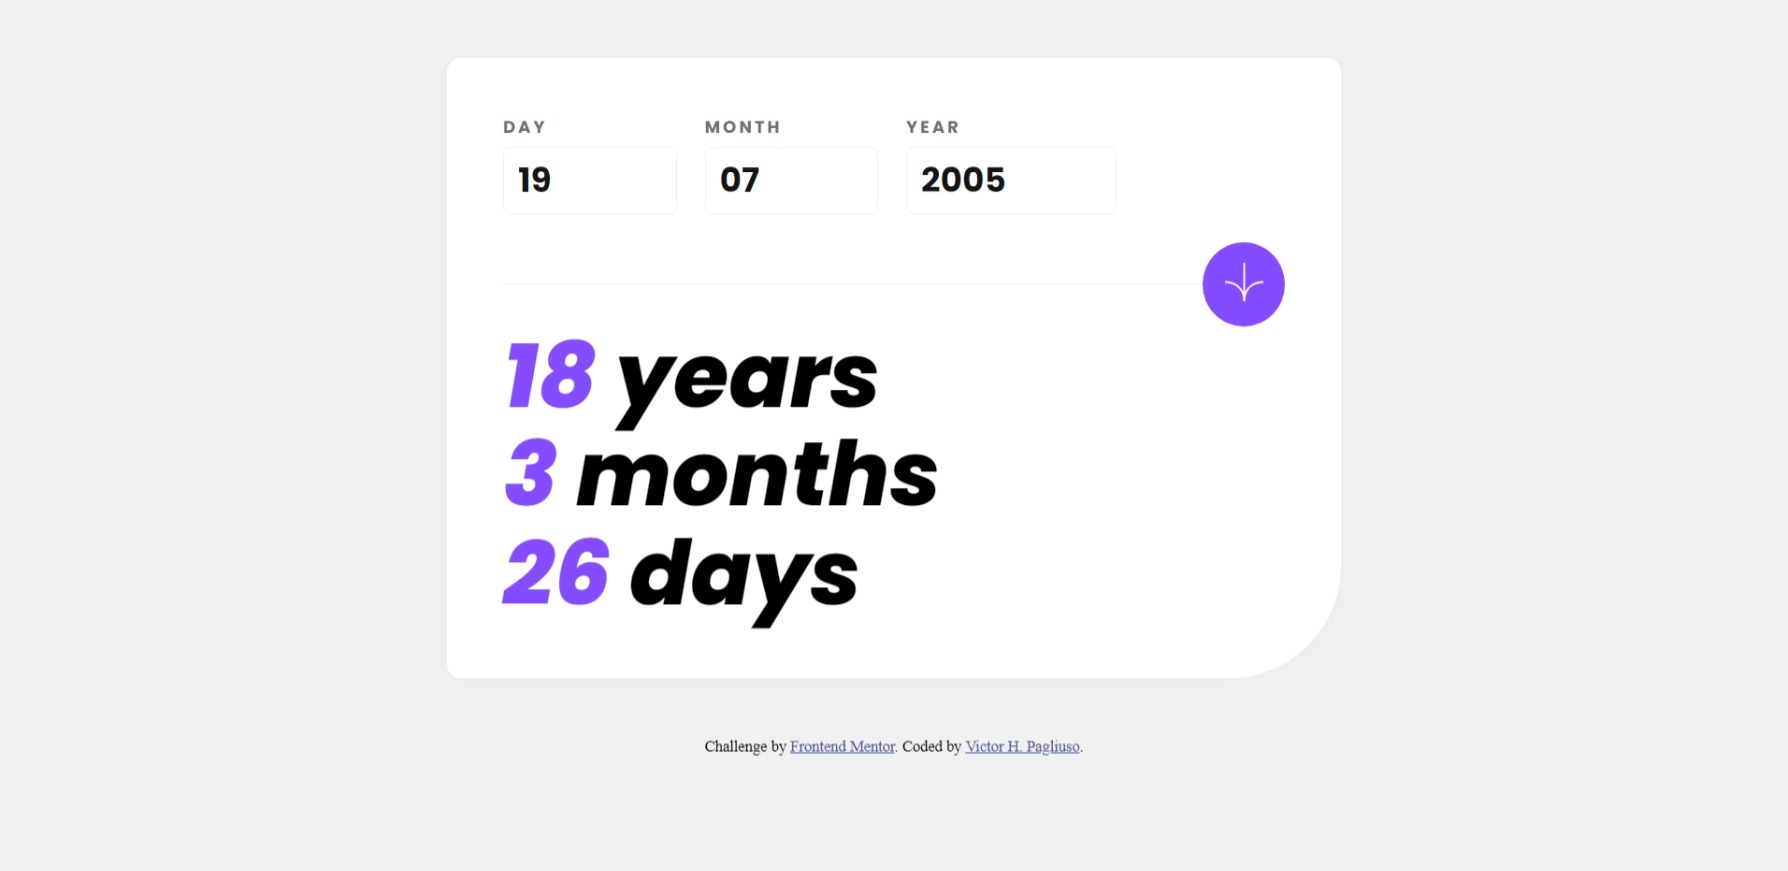 DAY MONTH YEAR
19 07 2005
18 years
3 months
26 days
Challenge by Frontend Mentor. Coded by Victor H. Pagliuso.